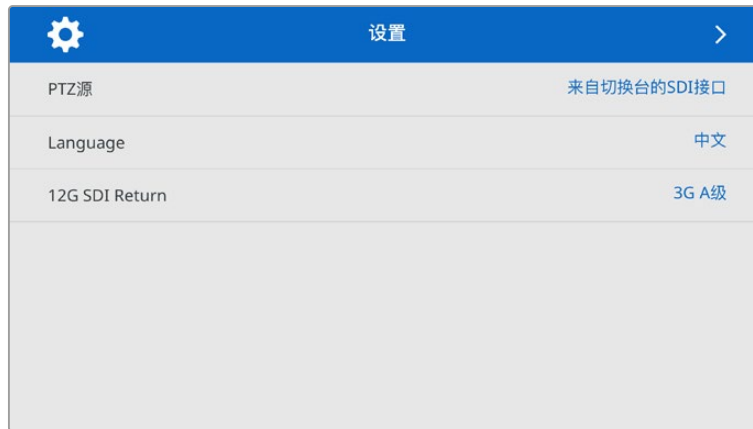 设置
PTZ源 来自切换台的SDI接口
Language 中文
12G SDI Return 3G A级